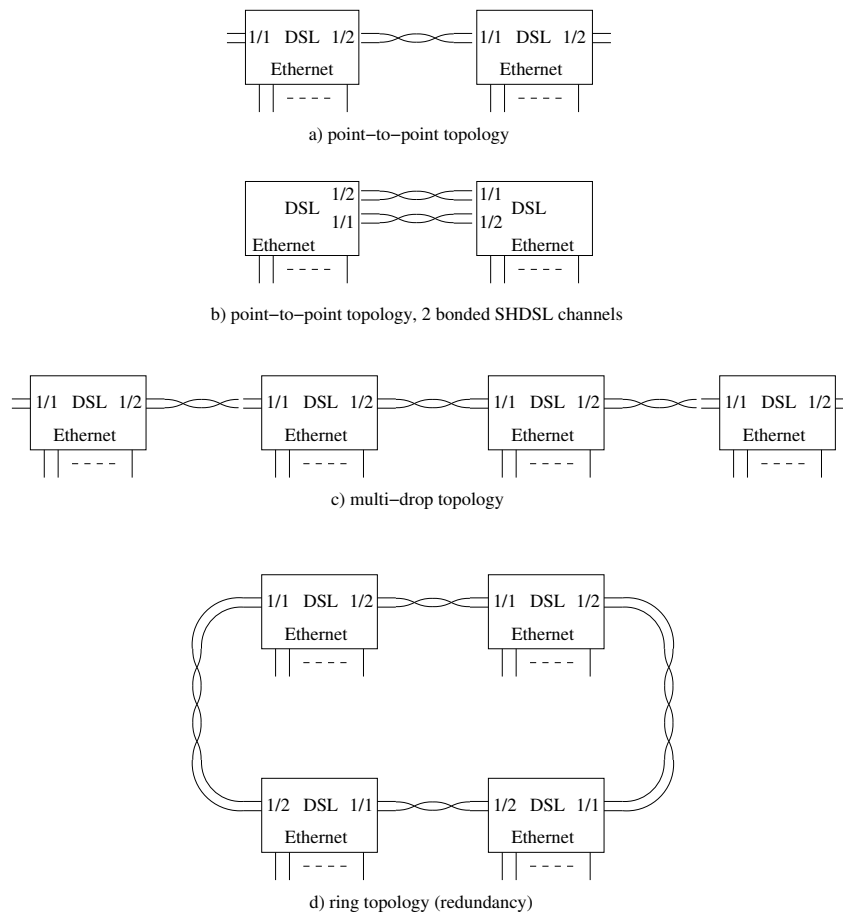 1/1 DSL 1/2 1/1 DSL 1/2
Ethernet Ethernet
a) point−to−point topology
1/2 1/1
DSL DSL
1/1 1/2
Ethernet Ethernet
b) point−to−point topology, 2 bonded SHDSL channels
1/1 DSL 1/2 1/1 DSL 1/2 1/1 DSL 1/2 1/1 DSL 1/2
Ethernet Ethernet Ethernet Ethernet
c) multi−drop topology
1/1 DSL 1/2 1/1 DSL 1/2
Ethernet Ethernet
1/2 DSL 1/1 1/2 DSL 1/1
Ethernet Ethernet
d) ring topology (redundancy)